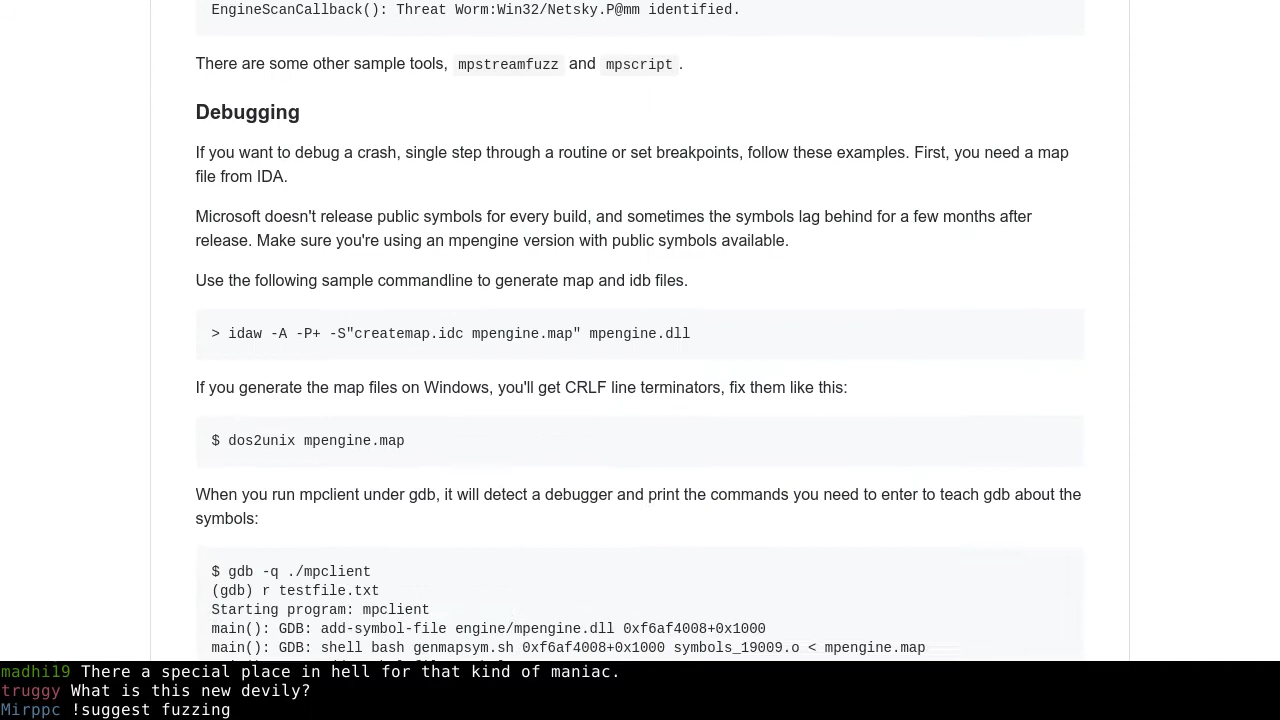 EngineScanCallback(): Threat Worm:Win32/Netsky.P@mm identified.
There are some other sample tools, mpstreamfuzz and mpscript.
Debugging
If you want to debug a crash, single step through a routine or set breakpoints, follow these examples. First, you need a map
file from IDA.
Microsoft doesn't release public symbols for every build, and sometimes the symbols lag behind for a few months after
release. Make sure you're using an mpengine version with public symbols available.
Use the following sample commandline to generate map and idb files.
> idaw -A -P+ -S"createmap.idc mpengine.map" mpengine.dll
If you generate the map files on Windows, you'll get CRLF line terminators, fix them like this:
$ dos2unix mpengine.map
When you run mpclient under gdb, it will detect a debugger and print the commands you need to enter to teach gdb about the
symbols:
$ gdb -q ./mpclient
(gdb) r testfile.txt
Starting program: mpclient
main(): GDB: add-symbol-file engine/mpengine.dll 0xf6af4008+0x1000
main(): GDB: shell bash genmapsym.sh 0xf6af4008+0x1000 symbols_19009.o < mpengine.map
madhi19 There a special place in hell for that kind of maniac.
truggy What is this new devily?
Mirppc !suggest fuzzing